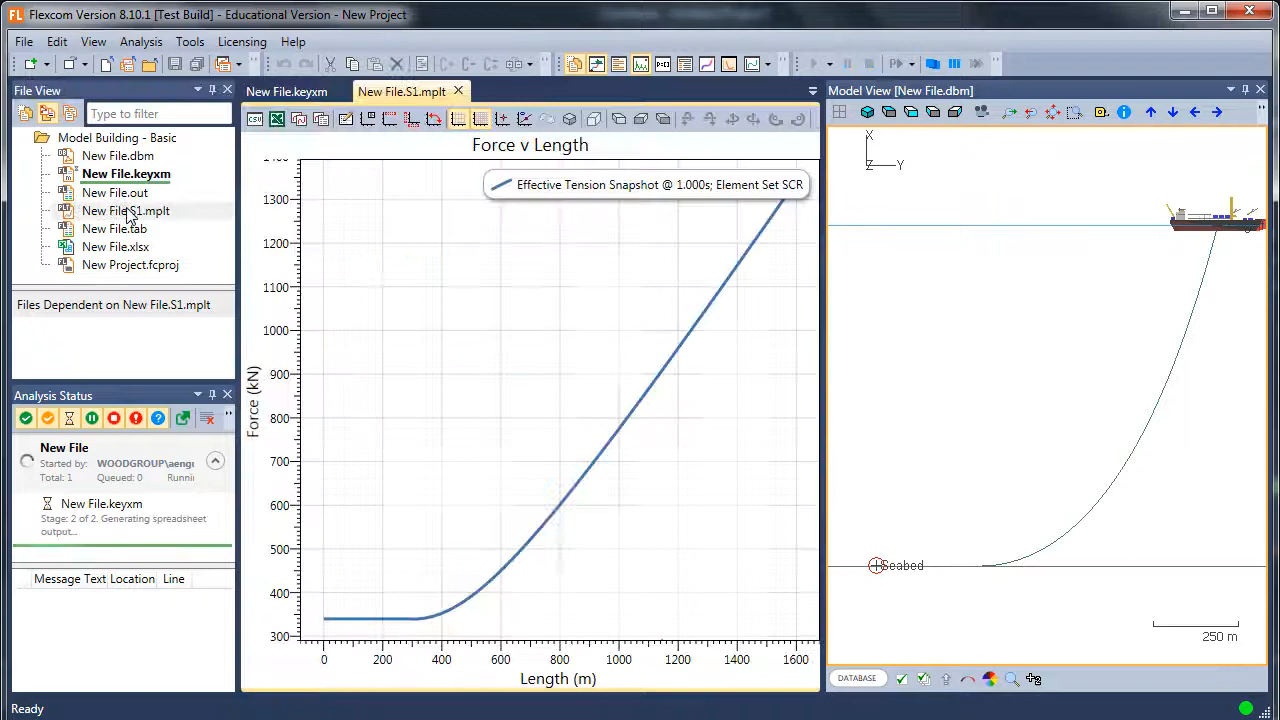 FL Flexcom Version 8.10.1 [Test Build] - Educational Version - New Project
File Edit View Analysis Tools Licensing Help
File View
New File.keyxm
New File.S1.mplt
Model View [New File.dbm]
Type to filter
CSU
Model Building - Basic
New File.dbm
New File.keyxm
New File.out
New File.S1.mplt
New File.tab
New File.xlsx
New Project.fcproj
Files Dependent on New File.S1.mplt
Analysis Status
New File
Started by: WOODGROUP\aengu
Total: 1 Queued: 0 Runni
New File.keyxm
Stage: 2 of 2. Generating spreadsheet
output...
Message Text Location Line
Force v Length
Effective Tension Snapshot @ 1.000s; Element Set SCR
1300
1200
1100
1000
900
800
700
600
500
400
300
Force (kN)
0 200 400 600 800 1000 1200 1400 1600
Length (m)
X
Z Y
Seabed
250 m
DATABASE
Ready